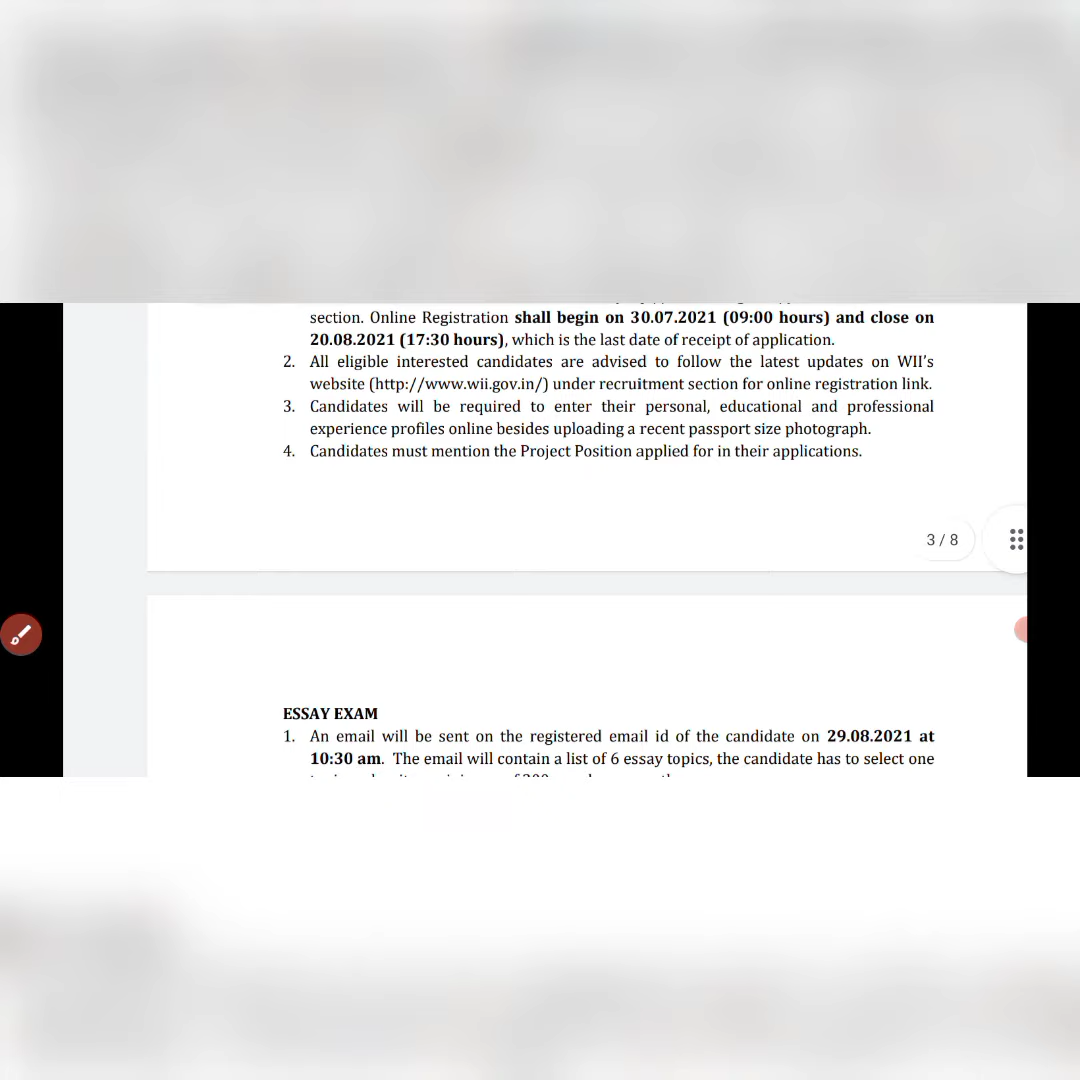 section. Online Registration shall begin on 30.07.2021 (09:00 hours) and close on
20.08.2021 (17:30 hours), which is the last date of receipt of application.
2. All eligible interested candidates are advised to follow the latest updates on WII's
website (http://www.wii.gov.in/) under recruitment section for online registration link.
3. Candidates will be required to enter their personal, educational and professional
experience profiles online besides uploading a recent passport size photograph.
4. Candidates must mention the Project Position applied for in their applications.
3 / 8
ESSAY EXAM
1. An email will be sent on the registered email id of the candidate on 29.08.2021 at
10:30 am. The email will contain a list of 6 essay topics, the candidate has to select one